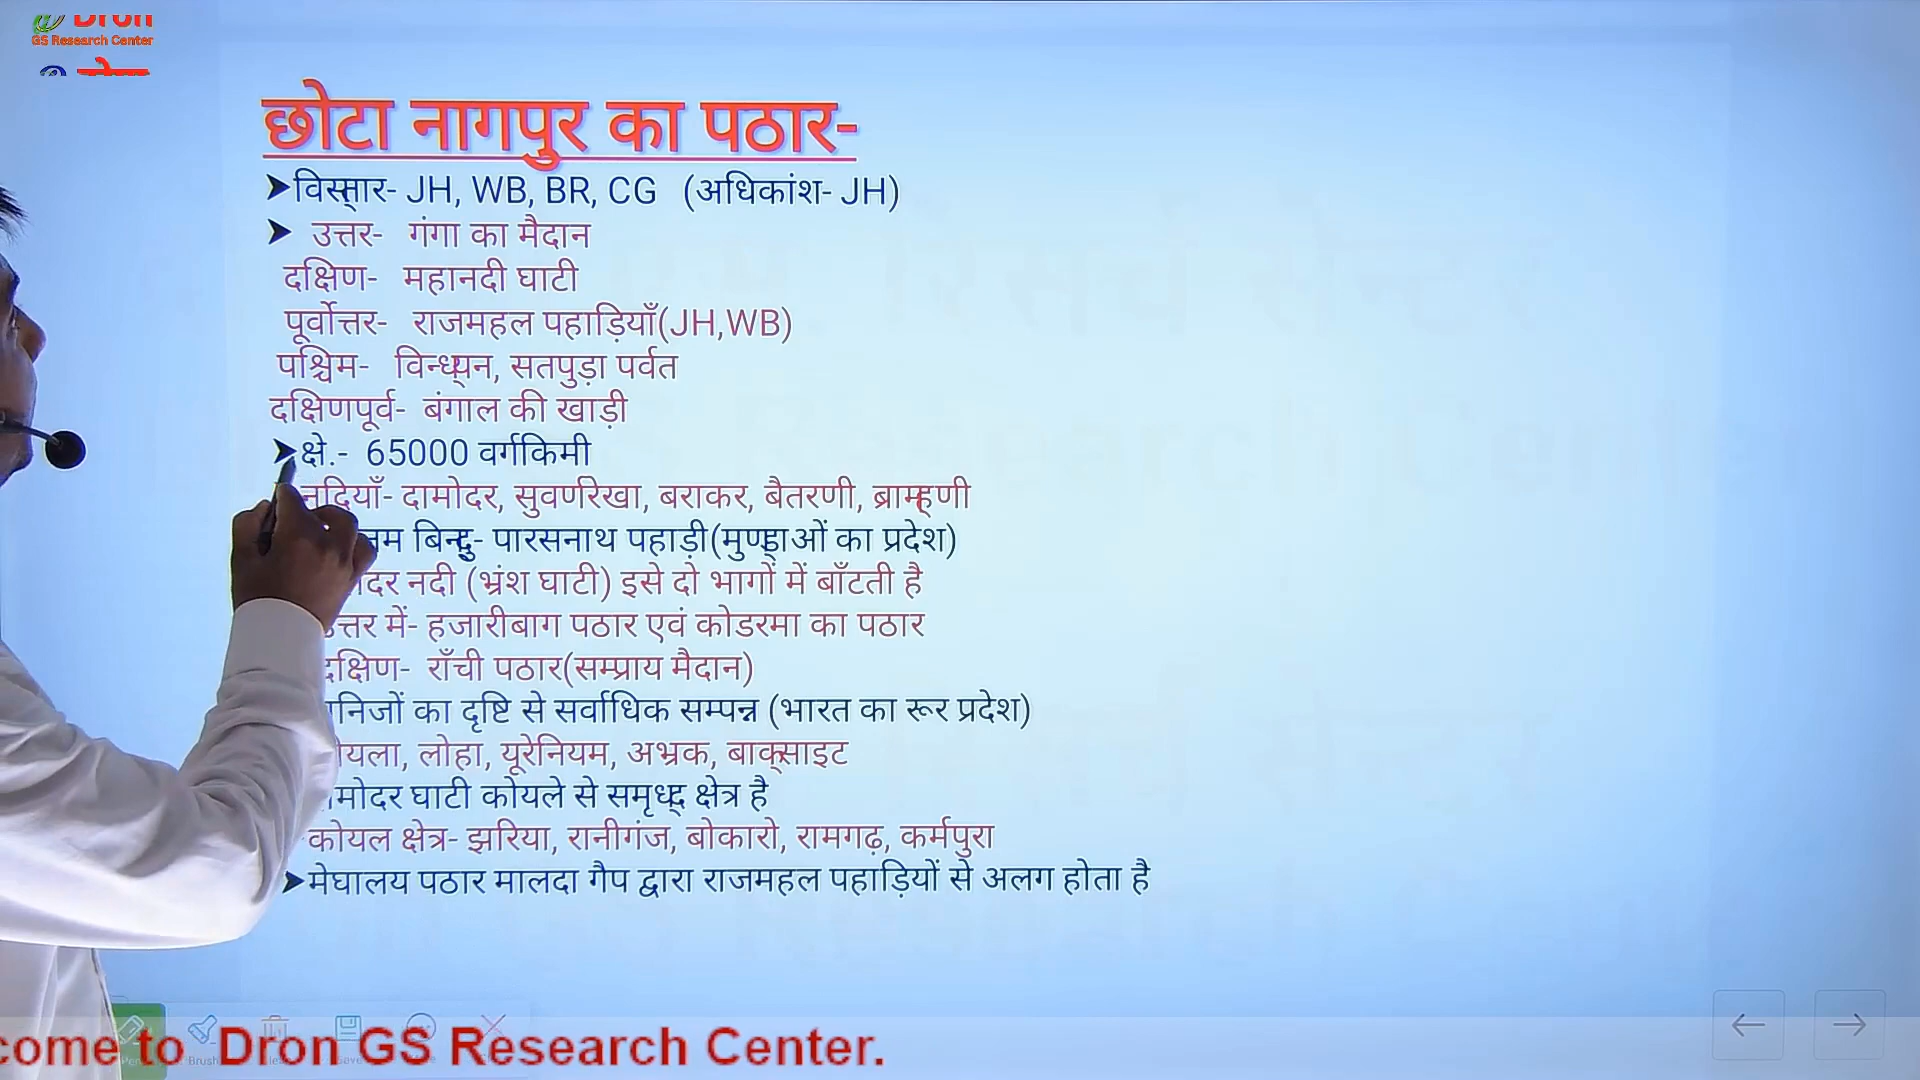 Dron
GS Research Center
छोटा नागपुर का पठार-
➤विस्तार- JH, WB, BR, CG (अधिकांश- JH)
➤ उत्तर- गंगा का मैदान
दक्षिण- महानदी घाटी
पूर्वोत्तर- राजमहल पहाड़ियाँ(JH,WB)
पश्चिम- विन्ध्यन, सतपुड़ा पर्वत
दक्षिणपूर्व- बंगाल की खाड़ी
➤क्षे.- 65000 वर्गकिमी
नदियाँ- दामोदर, सुवर्णरेखा, बराकर, बैतरणी, ब्राम्हणी
बिन्दु- पारसनाथ पहाड़ी(मुण्डाओं का प्रदेश)
नदी (भ्रंश घाटी) इसे दो भागों में बाँटती है
उत्तर में- हजारीबाग पठार एवं कोडरमा का पठार
दक्षिण- राँची पठार(सम्प्राय मैदान)
का दृष्टि से सर्वाधिक सम्पन्न (भारत का रूर प्रदेश)
लोहा, यूरेनियम, अभ्रक, बाक्साइट
घाटी कोयले से समृध्द क्षेत्र है
कोयल क्षेत्र- झरिया, रानीगंज, बोकारो, रामगढ़, कर्मपुरा
➤मेघालय पठार मालदा गैप द्वारा राजमहल पहाड़ियों से अलग होता है
Brush
come to Dron GS Research Center.